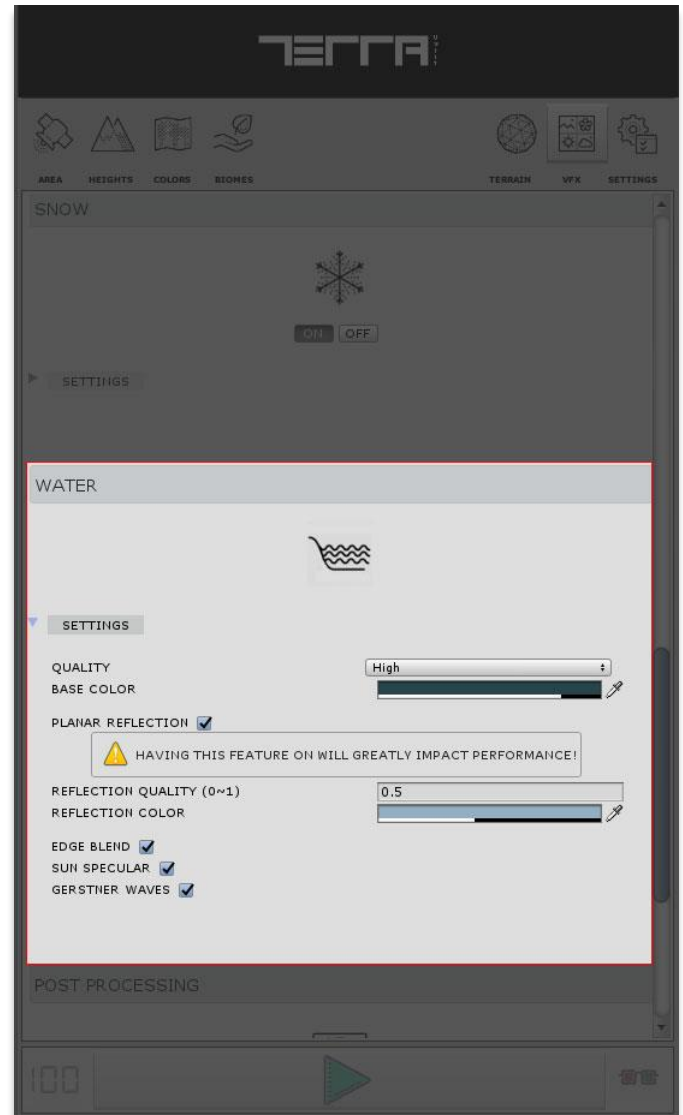 TERRA
AREA HEIGHTS COLORS BIOMES TERRAIN VFX SETTINGS
SNOW
ON OFF
SETTINGS
WATER
SETTINGS
QUALITY High
BASE COLOR
PLANAR REFLECTION
HAVING THIS FEATURE ON WILL GREATLY IMPACT PERFORMANCE!
REFLECTION QUALITY (0~1) 0.5
REFLECTION COLOR
EDGE BLEND
SUN SPECULAR
GERSTNER WAVES
POST PROCESSING
100